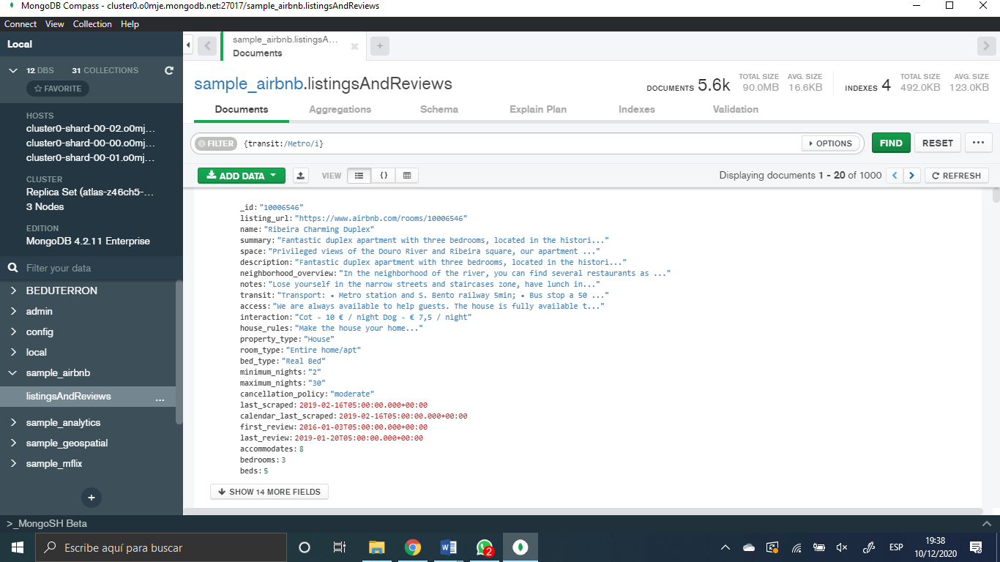 MongoDB Compass - cluster0.o0mje.mongodb.net:27017/sample_airbnb.listingsAndReviews
Connect View Collection Help
Local
12 DBS 31 COLLECTIONS
FAVORITE
HOSTS
cluster0-shard-00-02.o0mj...
cluster0-shard-00-00.o0mj...
cluster0-shard-00-01.o0mj...
CLUSTER
Replica Set (atlas-z46ch5-...
3 Nodes
EDITION
MongoDB 4.2.11 Enterprise
Filter your data
BEDUTERRON
admin
config
local
sample_airbnb
listingsAndReviews ...
sample_analytics
sample_geospatial
sample_mflix
+
sample_airbnb.listingsA...
Documents
+
sample_airbnb.listingsAndReviews
DOCUMENTS 5.6k TOTAL SIZE 90.0MB AVG. SIZE 16.6KB INDEXES 4 TOTAL SIZE 492.0KB AVG. SIZE 123.0KB
Documents Aggregations Schema Explain Plan Indexes Validation
FILTER {transit:/Metro/i} OPTIONS FIND RESET ...
ADD DATA VIEW {} Displaying documents 1 - 20 of 1000 < > REFRESH
_id: "10006546"
listing_url: "https://www.airbnb.com/rooms/10006546"
name: "Ribeira Charming Duplex"
summary: "Fantastic duplex apartment with three bedrooms, located in the histori..."
space: "Privileged views of the Douro River and Ribeira square, our apartment ..."
description: "Fantastic duplex apartment with three bedrooms, located in the histori..."
neighborhood_overview: "In the neighborhood of the river, you can find several restaurants as ..."
notes: "Lose yourself in the narrow streets and staircases zone, have lunch in..."
transit: "Transport: • Metro station and S. Bento railway 5min; • Bus stop a 50 ..."
access: "We are always available to help guests. The house is fully available t..."
interaction: "Cot - 10 € / night Dog - € 7,5 / night"
house_rules: "Make the house your home..."
property_type: "House"
room_type: "Entire home/apt"
bed_type: "Real Bed"
minimum_nights: "2"
maximum_nights: "30"
cancellation_policy: "moderate"
last_scraped: 2019-02-16T05:00:00.000+00:00
calendar_last_scraped: 2019-02-16T05:00:00.000+00:00
first_review: 2016-01-03T05:00:00.000+00:00
last_review: 2019-01-20T05:00:00.000+00:00
accommodates: 8
bedrooms: 3
beds: 5
SHOW 14 MORE FIELDS
>_MongoSH Beta
Escribe aquí para buscar
2
ESP
19:38
10/12/2020